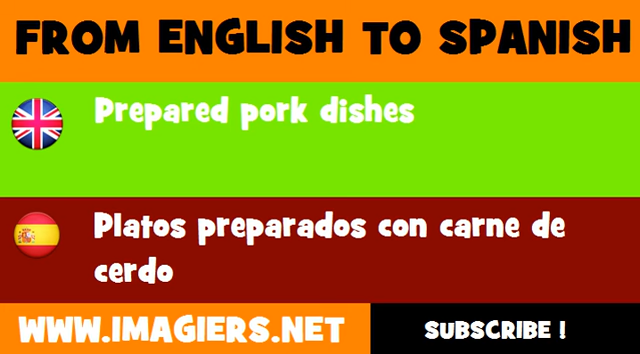 FROM ENGLISH TO SPANISH
Prepared pork dishes
Platos preparados con carne de
cerdo
WWW.IMAGIERS.NET
SUBSCRIBE !